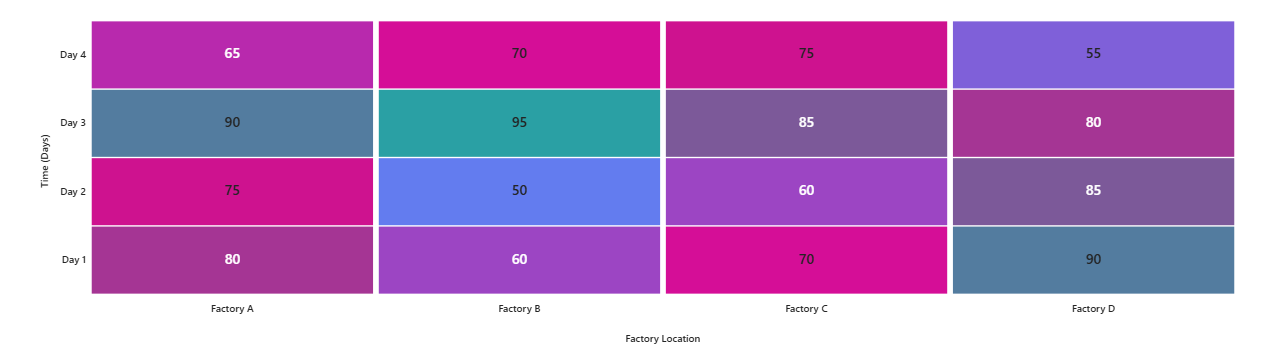 Time (Days)
Day 4
65
70
75
55
Day 3
90
95
85
80
Day 2
75
50
60
85
Day 1
80
60
70
90
Factory A
Factory B
Factory C
Factory D
Factory Location